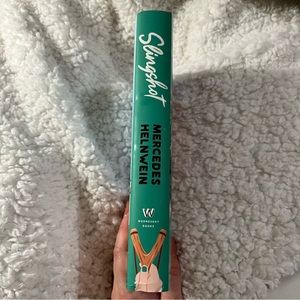 Slingshot
MERCEDES
HELNWEIN
W
WEDNESDAY
BOOKS